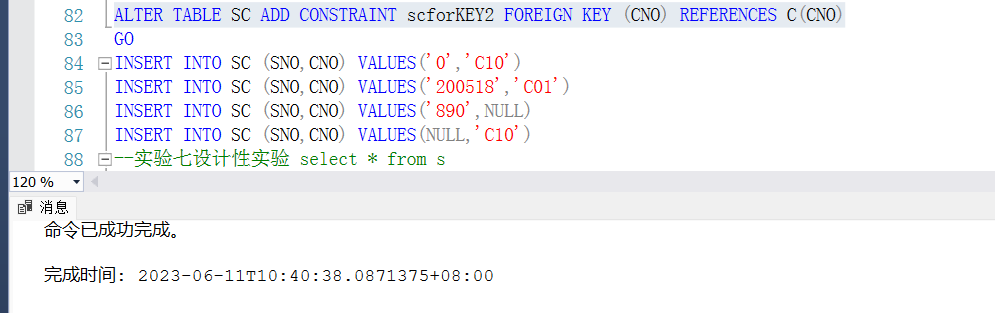 82 ALTER TABLE SC ADD CONSTRAINT scforKEY2 FOREIGN KEY (CNO) REFERENCES C(CNO)
83 GO
84 INSERT INTO SC (SNO,CNO) VALUES('0','C10')
85 INSERT INTO SC (SNO,CNO) VALUES('200518','C01')
86 INSERT INTO SC (SNO,CNO) VALUES('890',NULL)
87 INSERT INTO SC (SNO,CNO) VALUES(NULL,'C10')
88 --实验七设计性实验 select * from s
120 %
消息
命令已成功完成。
完成时间: 2023-06-11T10:40:38.0871375+08:00